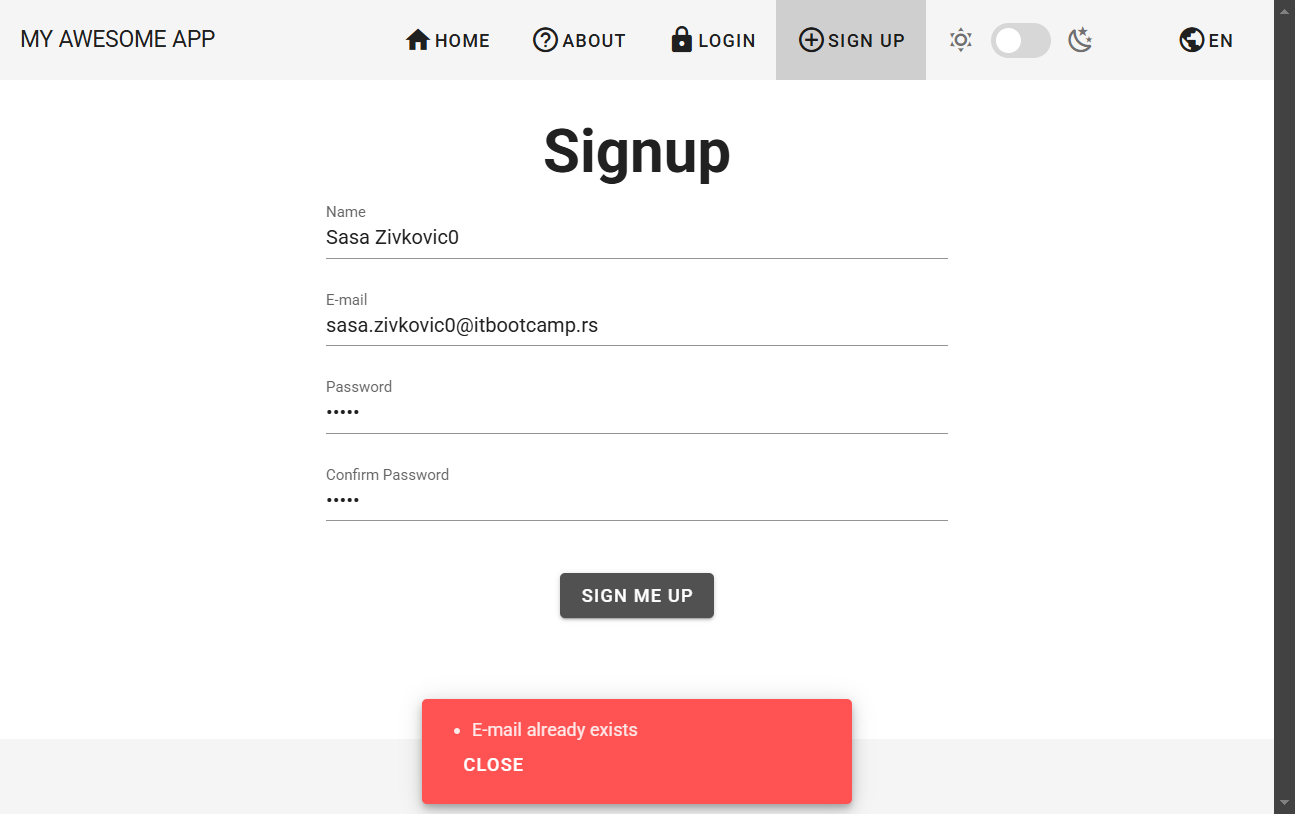 MY AWESOME APP
HOME
ABOUT
LOGIN
SIGN UP
EN
Signup
Name
Sasa Zivkovic0
E-mail
sasa.zivkovic0@itbootcamp.rs
Password
•••••
Confirm Password
•••••
SIGN ME UP
• E-mail already exists
CLOSE